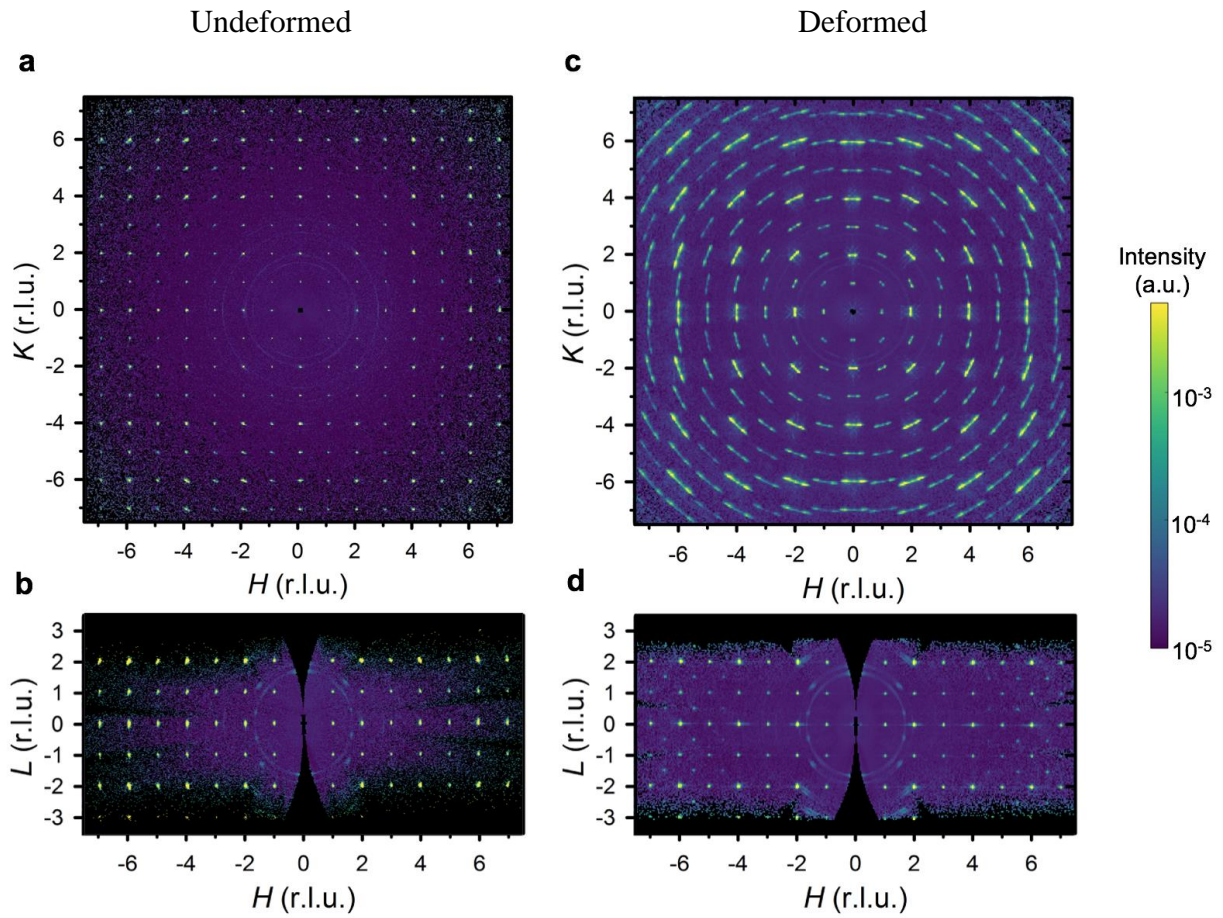 Undeformed
Deformed
a
6
4
2
0
-2
-4
-6
K (r.l.u.)
-6 -4 -2 0 2 4 6
H (r.l.u.)
c
6
4
2
0
-2
-4
-6
K (r.l.u.)
-6 -4 -2 0 2 4 6
H (r.l.u.)
Intensity
(a.u.)
10⁻³
10⁻⁴
10⁻⁵
b
3
2
1
0
-1
-2
-3
L (r.l.u.)
-6 -4 -2 0 2 4 6
H (r.l.u.)
d
3
2
1
0
-1
-2
-3
L (r.l.u.)
-6 -4 -2 0 2 4 6
H (r.l.u.)